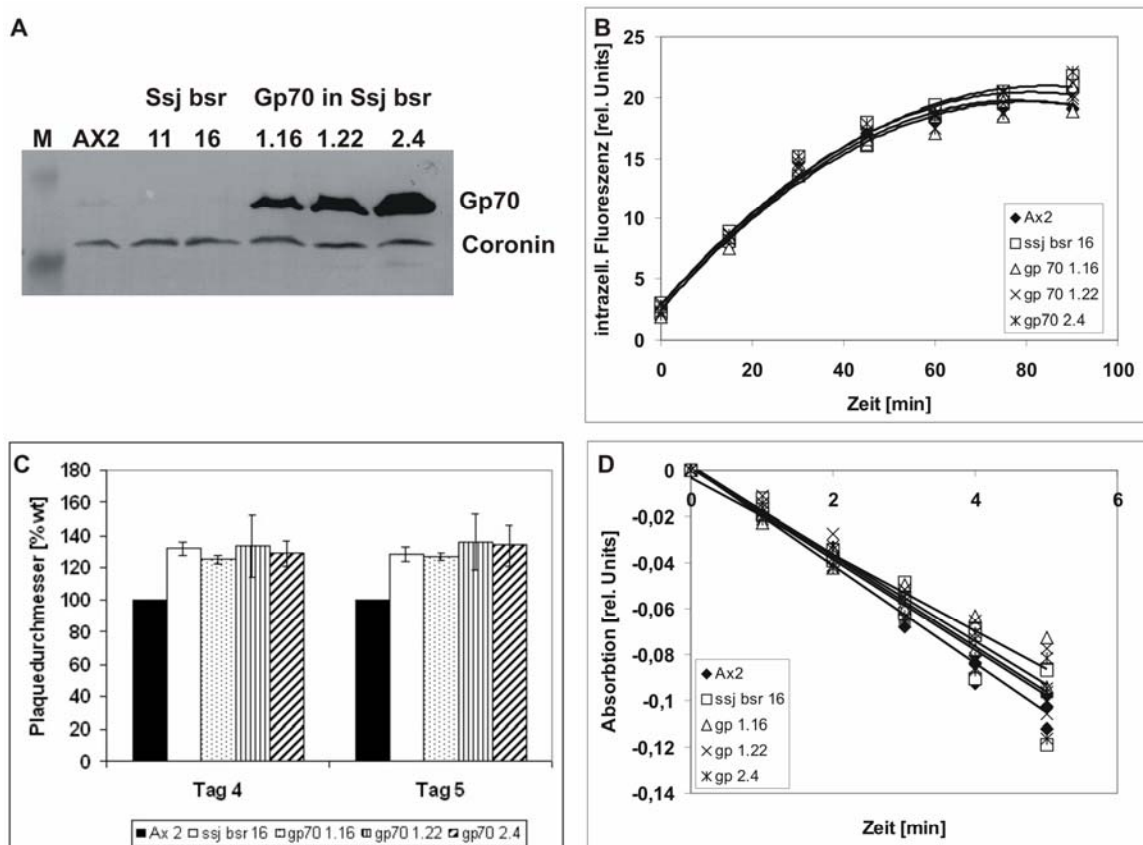 A
Ssj bsr Gp70 in Ssj bsr
M AX2 11 16 1.16 1.22 2.4
Gp70
Coronin
B
intrazell. Fluoreszenz [rel. Units]
25
20
15
10
5
0
0 20 40 60 80 100
Zeit [min]
Ax2
ssj bsr 16
gp 70 1.16
gp 70 1.22
gp70 2.4
C
Plaquedurchmesser [%wt]
180
160
140
120
100
80
60
40
20
0
Tag 4 Tag 5
Ax 2 ssj bsr 16 gp70 1.16 gp70 1.22 gp70 2.4
D
Absorbtion [rel. Units]
0
-0,02
-0,04
-0,06
-0,08
-0,1
-0,12
-0,14
0 2 4 6
Zeit [min]
Ax2
ssj bsr 16
gp 1.16
gp 1.22
gp 2.4